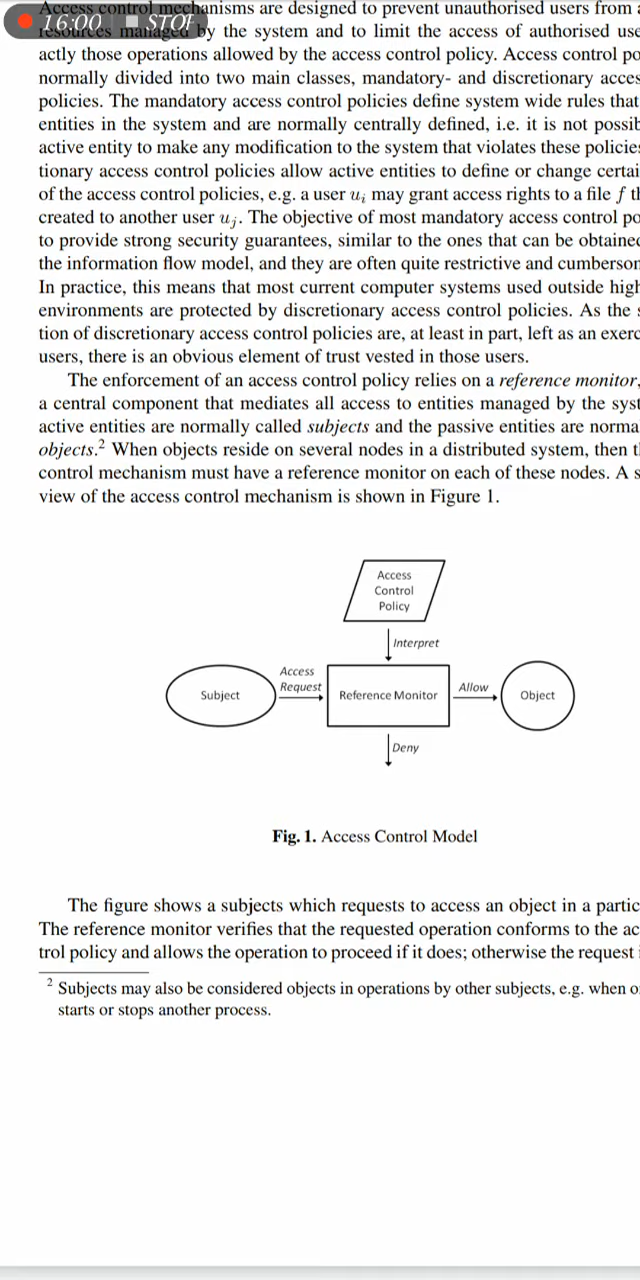 Access control mechanisms are designed to prevent unauthorised users from
16:00 STOP
resources managed by the system and to limit the access of authorised use
actly those operations allowed by the access control policy. Access control po
normally divided into two main classes, mandatory- and discretionary acces
policies. The mandatory access control policies define system wide rules that
entities in the system and are normally centrally defined, i.e. it is not possib
active entity to make any modification to the system that violates these policies
tionary access control policies allow active entities to define or change certai
of the access control policies, e.g. a user ui may grant access rights to a file f th
created to another user uj. The objective of most mandatory access control po
to provide strong security guarantees, similar to the ones that can be obtained
the information flow model, and they are often quite restrictive and cumberson
In practice, this means that most current computer systems used outside high
environments are protected by discretionary access control policies. As the s
tion of discretionary access control policies are, at least in part, left as an exerc
users, there is an obvious element of trust vested in those users.
The enforcement of an access control policy relies on a reference monitor,
a central component that mediates all access to entities managed by the syst
active entities are normally called subjects and the passive entities are norma
objects.2 When objects reside on several nodes in a distributed system, then th
control mechanism must have a reference monitor on each of these nodes. A s
view of the access control mechanism is shown in Figure 1.
Access
Control
Policy
Interpret
Subject
Access
Request
Reference Monitor
Allow
Object
Deny
Fig. 1. Access Control Model
The figure shows a subjects which requests to access an object in a partic
The reference monitor verifies that the requested operation conforms to the ac
trol policy and allows the operation to proceed if it does; otherwise the request i
2 Subjects may also be considered objects in operations by other subjects, e.g. when o
starts or stops another process.